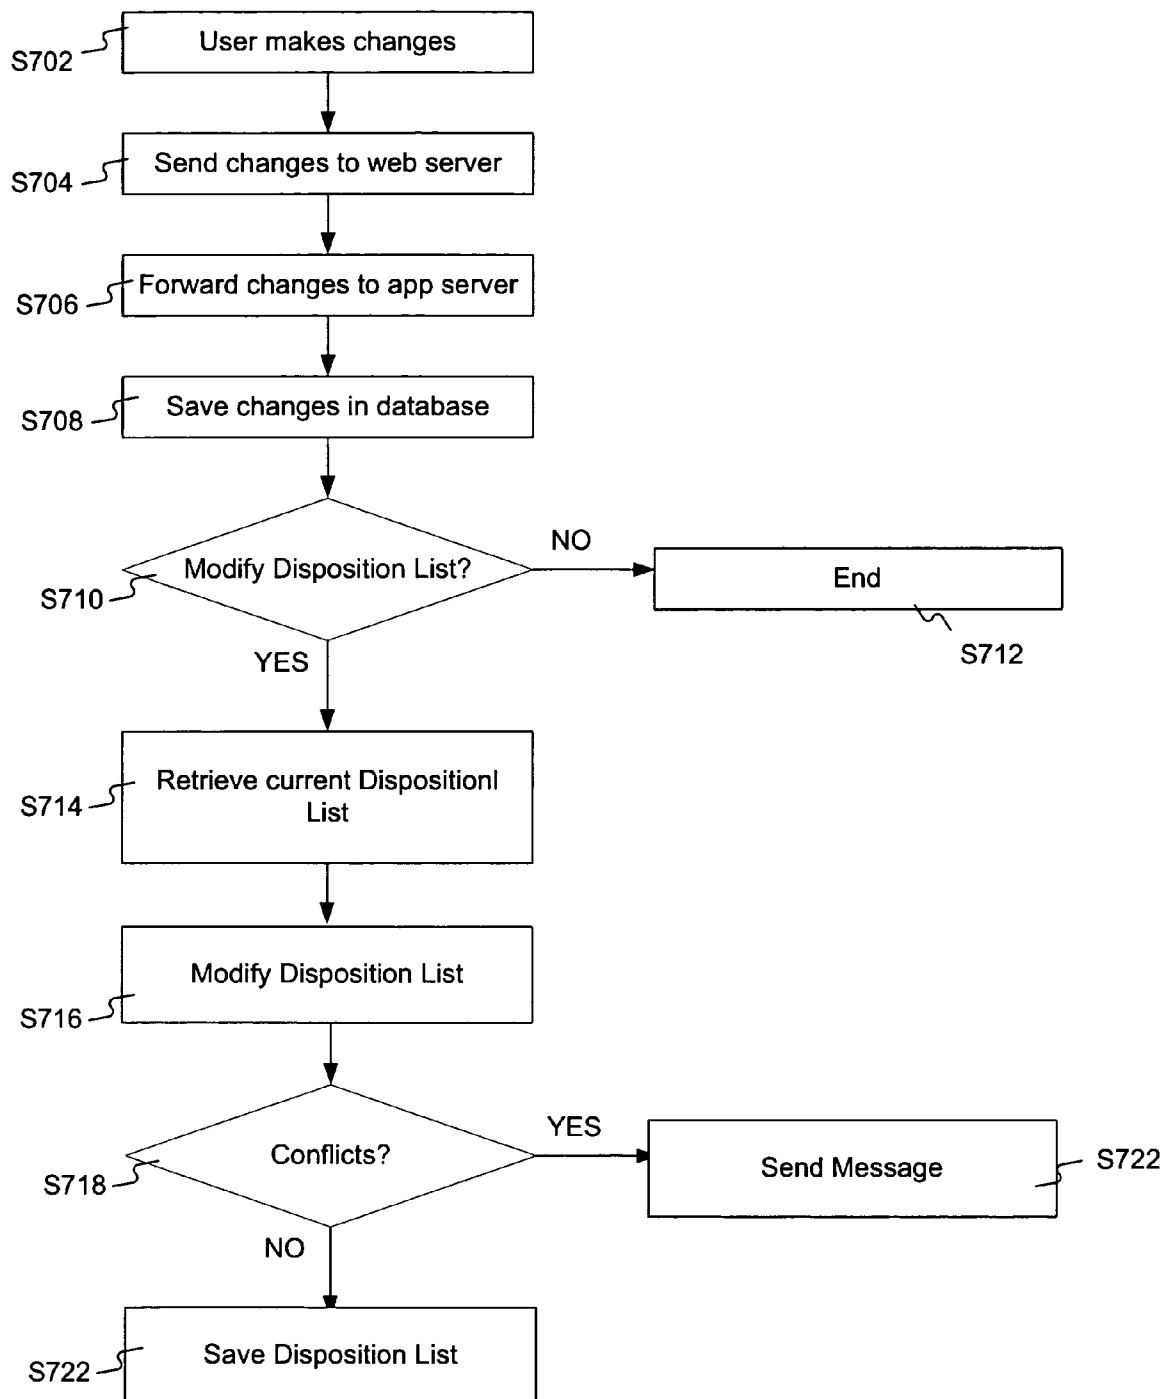 User makes changes
S702
Send changes to web server
S704
Forward changes to app server
S706
Save changes in database
S708
NO
Modify Disposition List?
End
S710
S712
YES
Retrieve current Dispositionl
List
S714
Modify Disposition List
S716
YES
Conflicts?
Send Message
S722
S718
NO
Save Disposition List
S722